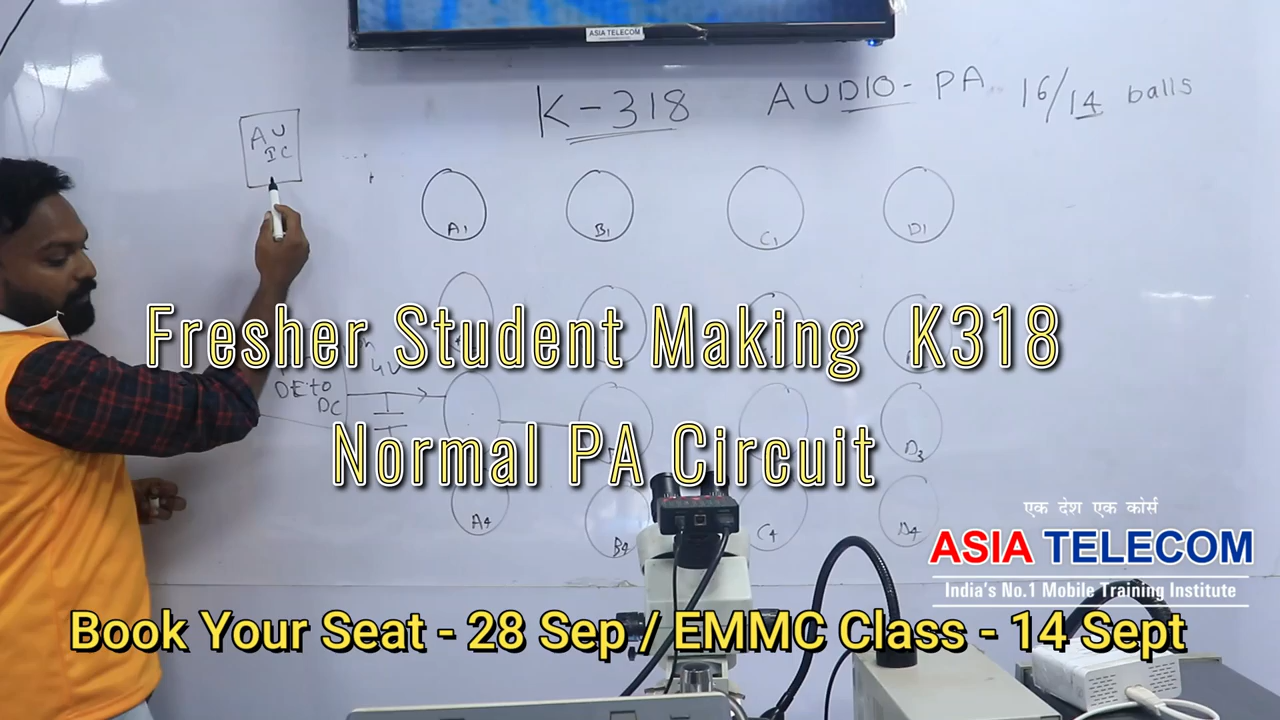 ASIA TELECOM
K-318 AUDIO-PA 16/14 balls
AU
IC
A1 B1 C1 D1
Fresher Student Making K318
4V
DE to
DC
D3
Normal PA Circuit
A4 B4 C4 D4
एक देश एक कोर्स
ASIA TELECOM
India's No.1 Mobile Training Institute
Book Your Seat - 28 Sep / EMMC Class - 14 Sept